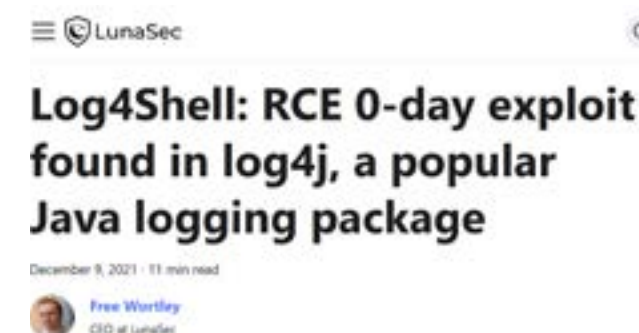 LunaSec
Log4Shell: RCE 0-day exploit
found in log4j, a popular
Java logging package
December 9, 2021 · 11 min read
Free Wortley
CEO at LunaSec